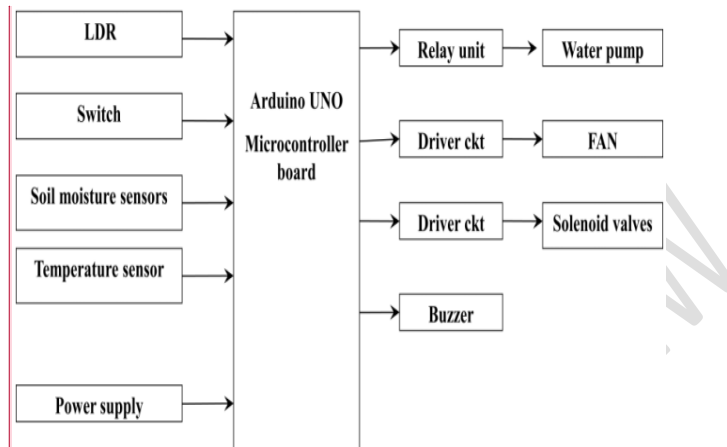 LDR
Switch
Soil moisture sensors
Temperature sensor
Power supply
Arduino UNO
Microcontroller
board
Relay unit
Water pump
Driver ckt
FAN
Driver ckt
Solenoid valves
Buzzer